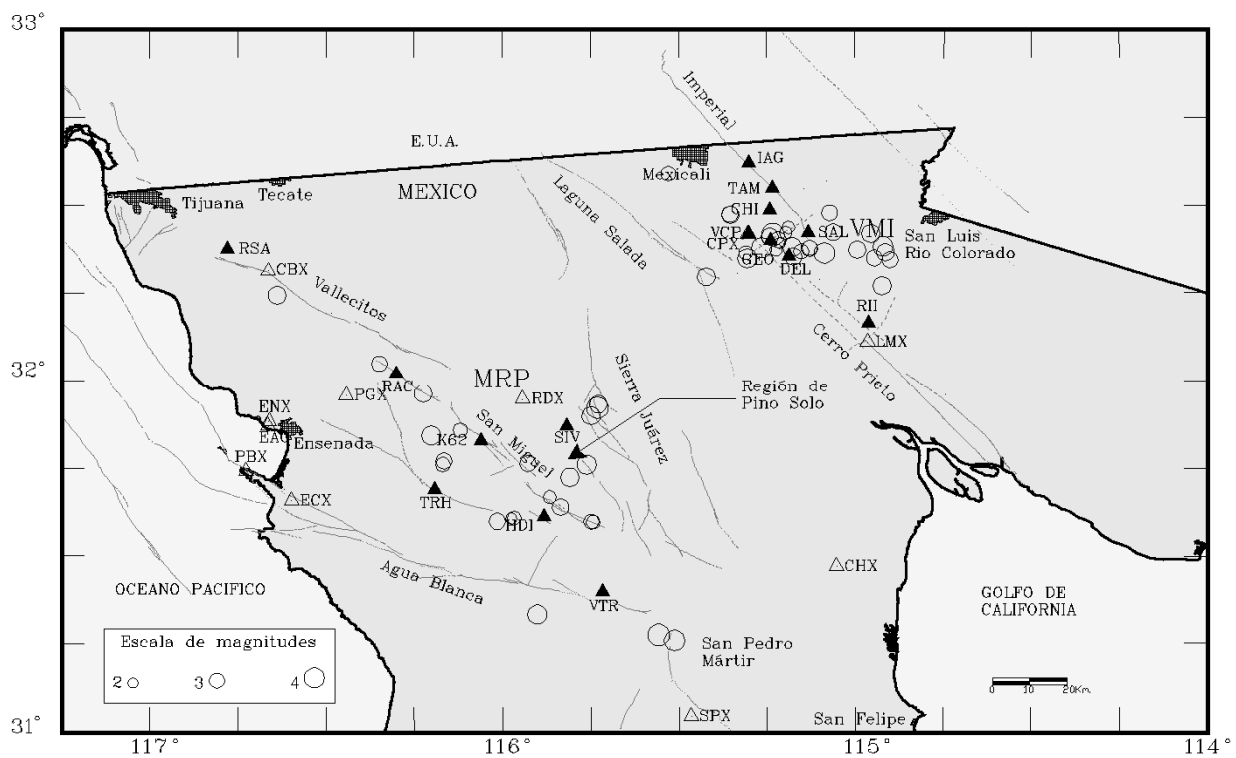 33°
Imperial
E.U.A.
IAG
Mexicali
Tecate
MEXICO
TAM
Tijuana
Laguna
Salada
CHI
VCP
SAL
VMI
San Luis
Rio Colorado
RSA
CPX
GEO
CBX
DEL
Vallecitos
RII
LMX
Cerro Prieto
32°
MRP
RAC
PGX
RDX
Sierra Juárez
Región de
Pino Solo
ENX
EAC
Ensenada
K62
San Miguel
SIV
PBX
ECX
TRH
HDI
Agua Blanca
CHX
OCEANO PACIFICO
VTR
GOLFO DE
CALIFORNIA
Escala de magnitudes
2
3
4
San Pedro
Mártir
0 10 20Km.
SPX
San Felipe
31°
117° 116° 115° 114°